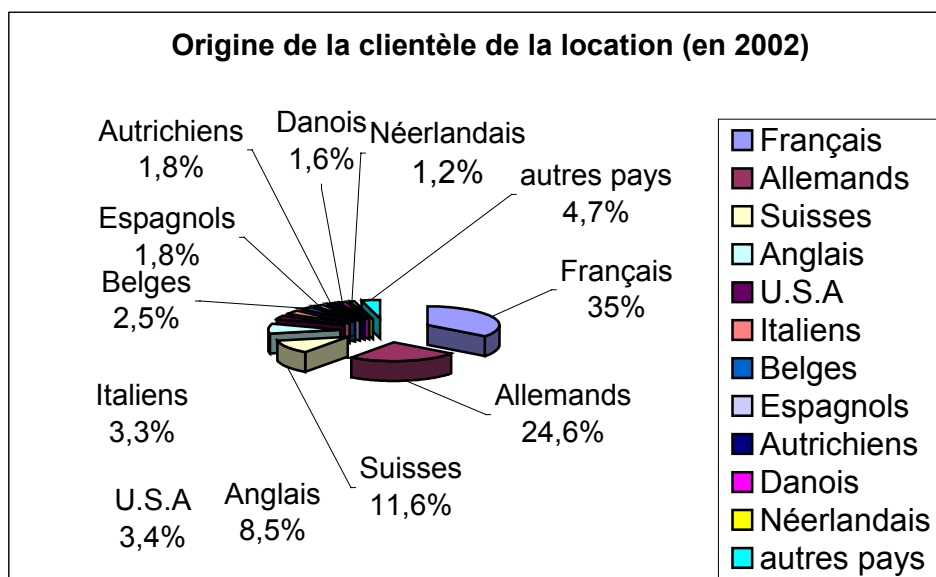 Origine de la clientèle de la location (en 2002)
Autrichiens
1,8%
Danois
1,6%
Néerlandais
1,2%
autres pays
4,7%
Espagnols
1,8%
Belges
2,5%
Français
35%
Italiens
3,3%
Allemands
24,6%
U.S.A
3,4%
Anglais
8,5%
Suisses
11,6%
Français
Allemands
Suisses
Anglais
U.S.A
Italiens
Belges
Espagnols
Autrichiens
Danois
Néerlandais
autres pays